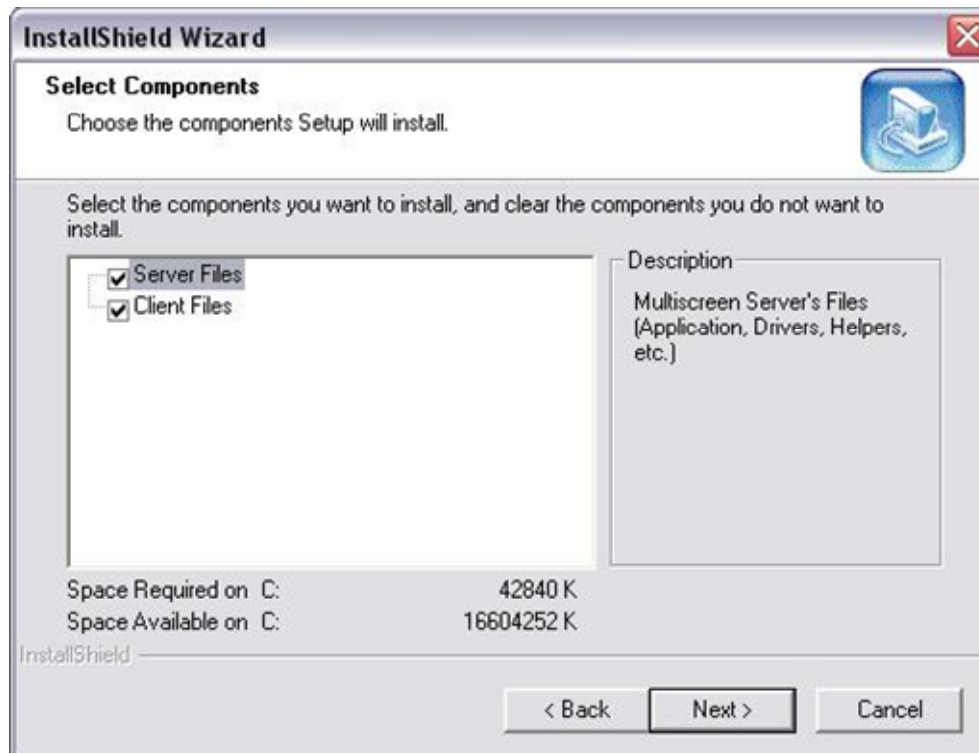 InstallShield Wizard
Select Components
Choose the components Setup will install.
Select the components you want to install, and clear the components you do not want to
install.
Server Files
Client Files
Description
Multiscreen Server's Files
(Application, Drivers, Helpers,
etc.)
Space Required on C: 42840 K
Space Available on C: 16604252 K
InstallShield
< Back Next > Cancel